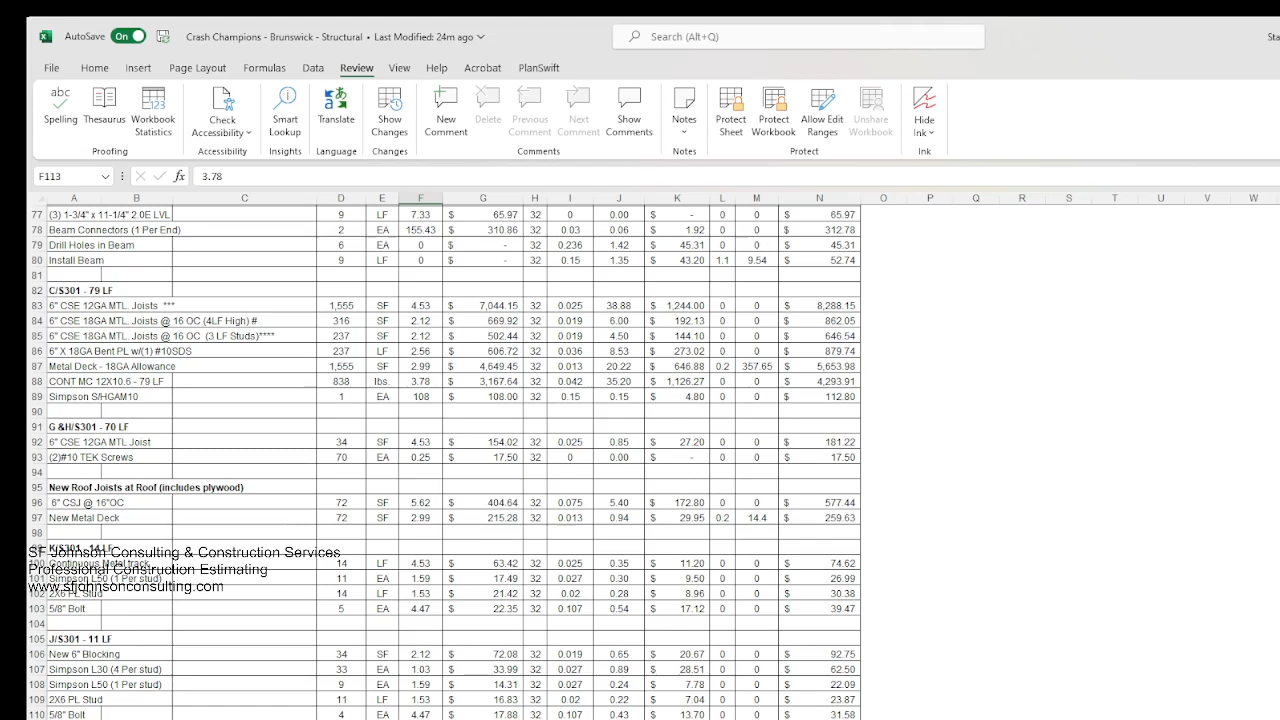 AutoSave On Crash Champions - Brunswick - Structural • Last Modified: 24m ago Search (Alt+Q) Sta
File Home Insert Page Layout Formulas Data Review View Help Acrobat PlanSwift
Spelling Thesaurus Workbook Statistics Check Accessibility Smart Lookup Translate Show Changes New Comment Delete Previous Comment Next Comment Show Comments Notes Protect Sheet Protect Workbook Allow Edit Ranges Unshare Workbook Hide Ink
Proofing Accessibility Insights Language Changes Comments Notes Protect Ink
F113 fx 3.78
A B C D E F G H I J K L M N O P Q R S T U V W
77 (3) 1-3/4" x 11-1/4" 2.0E LVL 9 LF 7.33 $ 65.97 32 0 0.00 $ - 0 0 $ 65.97
78 Beam Connectors (1 Per End) 2 EA 155.43 $ 310.86 32 0.03 0.06 $ 1.92 0 0 $ 312.78
79 Drill Holes in Beam 6 EA 0 $ - 32 0.236 1.42 $ 45.31 0 0 $ 45.31
80 Install Beam 9 LF 0 $ - 32 0.15 1.35 $ 43.20 1.1 9.54 $ 52.74
81
82 C/S301 - 79 LF
83 6" CSE 12GA MTL. Joists *** 1,555 SF 4.53 $ 7,044.15 32 0.025 38.88 $ 1,244.00 0 0 $ 8,288.15
84 6" CSE 18GA MTL. Joists @ 16 OC (4LF High) # 316 SF 2.12 $ 669.92 32 0.019 6.00 $ 192.13 0 0 $ 862.05
85 6" CSE 18GA MTL. Joists @ 16 OC (3 LF Studs)**** 237 SF 2.12 $ 502.44 32 0.019 4.50 $ 144.10 0 0 $ 646.54
86 6" X 18GA Bent PL w/(1) #10SDS 237 LF 2.56 $ 606.72 32 0.036 8.53 $ 273.02 0 0 $ 879.74
87 Metal Deck - 18GA Allowance 1,555 SF 2.99 $ 4,649.45 32 0.013 20.22 $ 646.88 0.2 357.65 $ 5,653.98
88 CONT MC 12X10.6 - 79 LF 838 lbs. 3.78 $ 3,167.64 32 0.042 35.20 $ 1,126.27 0 0 $ 4,293.91
89 Simpson S/HGAM10 1 EA 108 $ 108.00 32 0.15 0.15 $ 4.80 0 0 $ 112.80
90
91 G &H/S301 - 70 LF
92 6" CSE 12GA MTL Joist 34 SF 4.53 $ 154.02 32 0.025 0.85 $ 27.20 0 0 $ 181.22
93 (2)#10 TEK Screws 70 EA 0.25 $ 17.50 32 0 0.00 $ - 0 0 $ 17.50
94
95 New Roof Joists at Roof (includes plywood)
96 6" CSJ @ 16"OC 72 SF 5.62 $ 404.64 32 0.075 5.40 $ 172.80 0 0 $ 577.44
97 New Metal Deck 72 SF 2.99 $ 215.28 32 0.013 0.94 $ 29.95 0.2 14.4 $ 259.63
98
99 K/S301 - 14 LF
SF Johnson Consulting & Construction Services
100 Continuous Metal track 14 LF 4.53 $ 63.42 32 0.025 0.35 $ 11.20 0 0 $ 74.62
Professional Construction Estimating
101 Simpson L50 (1 Per stud) 11 EA 1.59 $ 17.49 32 0.027 0.30 $ 9.50 0 0 $ 26.99
www.sfjohnsonconsulting.com
102 2X6 PL Stud 14 LF 1.53 $ 21.42 32 0.02 0.28 $ 8.96 0 0 $ 30.38
103 5/8" Bolt 5 EA 4.47 $ 22.35 32 0.107 0.54 $ 17.12 0 0 $ 39.47
104
105 J/S301 - 11 LF
106 New 6" Blocking 34 SF 2.12 $ 72.08 32 0.019 0.65 $ 20.67 0 0 $ 92.75
107 Simpson L30 (4 Per stud) 33 EA 1.03 $ 33.99 32 0.027 0.89 $ 28.51 0 0 $ 62.50
108 Simpson L50 (1 Per stud) 9 EA 1.59 $ 14.31 32 0.027 0.24 $ 7.78 0 0 $ 22.09
109 2X6 PL Stud 11 LF 1.53 $ 16.83 32 0.02 0.22 $ 7.04 0 0 $ 23.87
110 5/8" Bolt 4 EA 4.47 $ 17.88 32 0.107 0.43 $ 13.70 0 0 $ 31.58